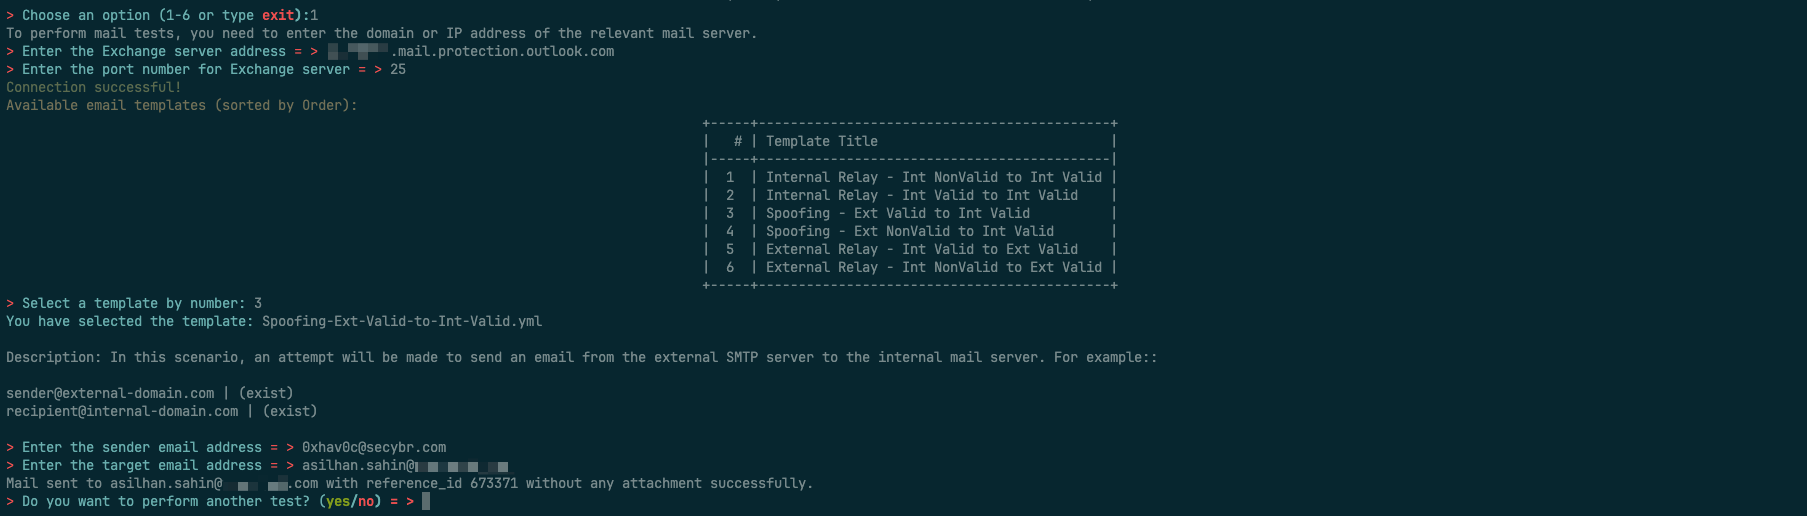 > Choose an option (1-6 or type exit):1
To perform mail tests, you need to enter the domain or IP address of the relevant mail server.
> Enter the Exchange server address = > .mail.protection.outlook.com
> Enter the port number for Exchange server = > 25
Connection successful!
Available email templates (sorted by Order):
+-----+--------------------------------------------+
|   # | Template Title                             |
|-----+--------------------------------------------|
|  1  | Internal Relay - Int NonValid to Int Valid |
|  2  | Internal Relay - Int Valid to Int Valid    |
|  3  | Spoofing - Ext Valid to Int Valid          |
|  4  | Spoofing - Ext NonValid to Int Valid       |
|  5  | External Relay - Int Valid to Ext Valid    |
|  6  | External Relay - Int NonValid to Ext Valid |
+-----+--------------------------------------------+
> Select a template by number: 3
You have selected the template: Spoofing-Ext-Valid-to-Int-Valid.yml
Description: In this scenario, an attempt will be made to send an email from the external SMTP server to the internal mail server. For example::
sender@external-domain.com | (exist)
recipient@internal-domain.com | (exist)
> Enter the sender email address = > 0xhav0c@secybr.com
> Enter the target email address = > asilhan.sahin@
Mail sent to asilhan.sahin@ .com with reference_id 673371 without any attachment successfully.
> Do you want to perform another test? (yes/no) = >